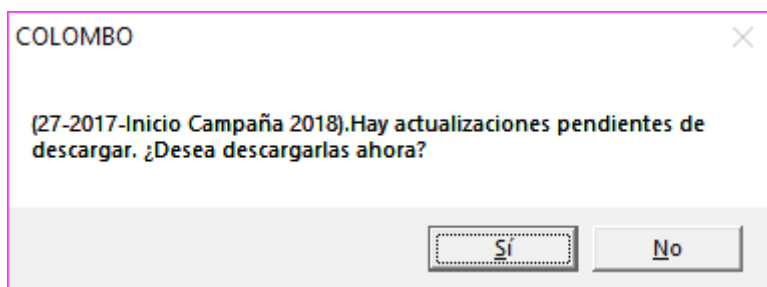 COLOMBO
(27-2017-Inicio Campaña 2018).Hay actualizaciones pendientes de
descargar. ¿Desea descargarlas ahora?
Sí
No